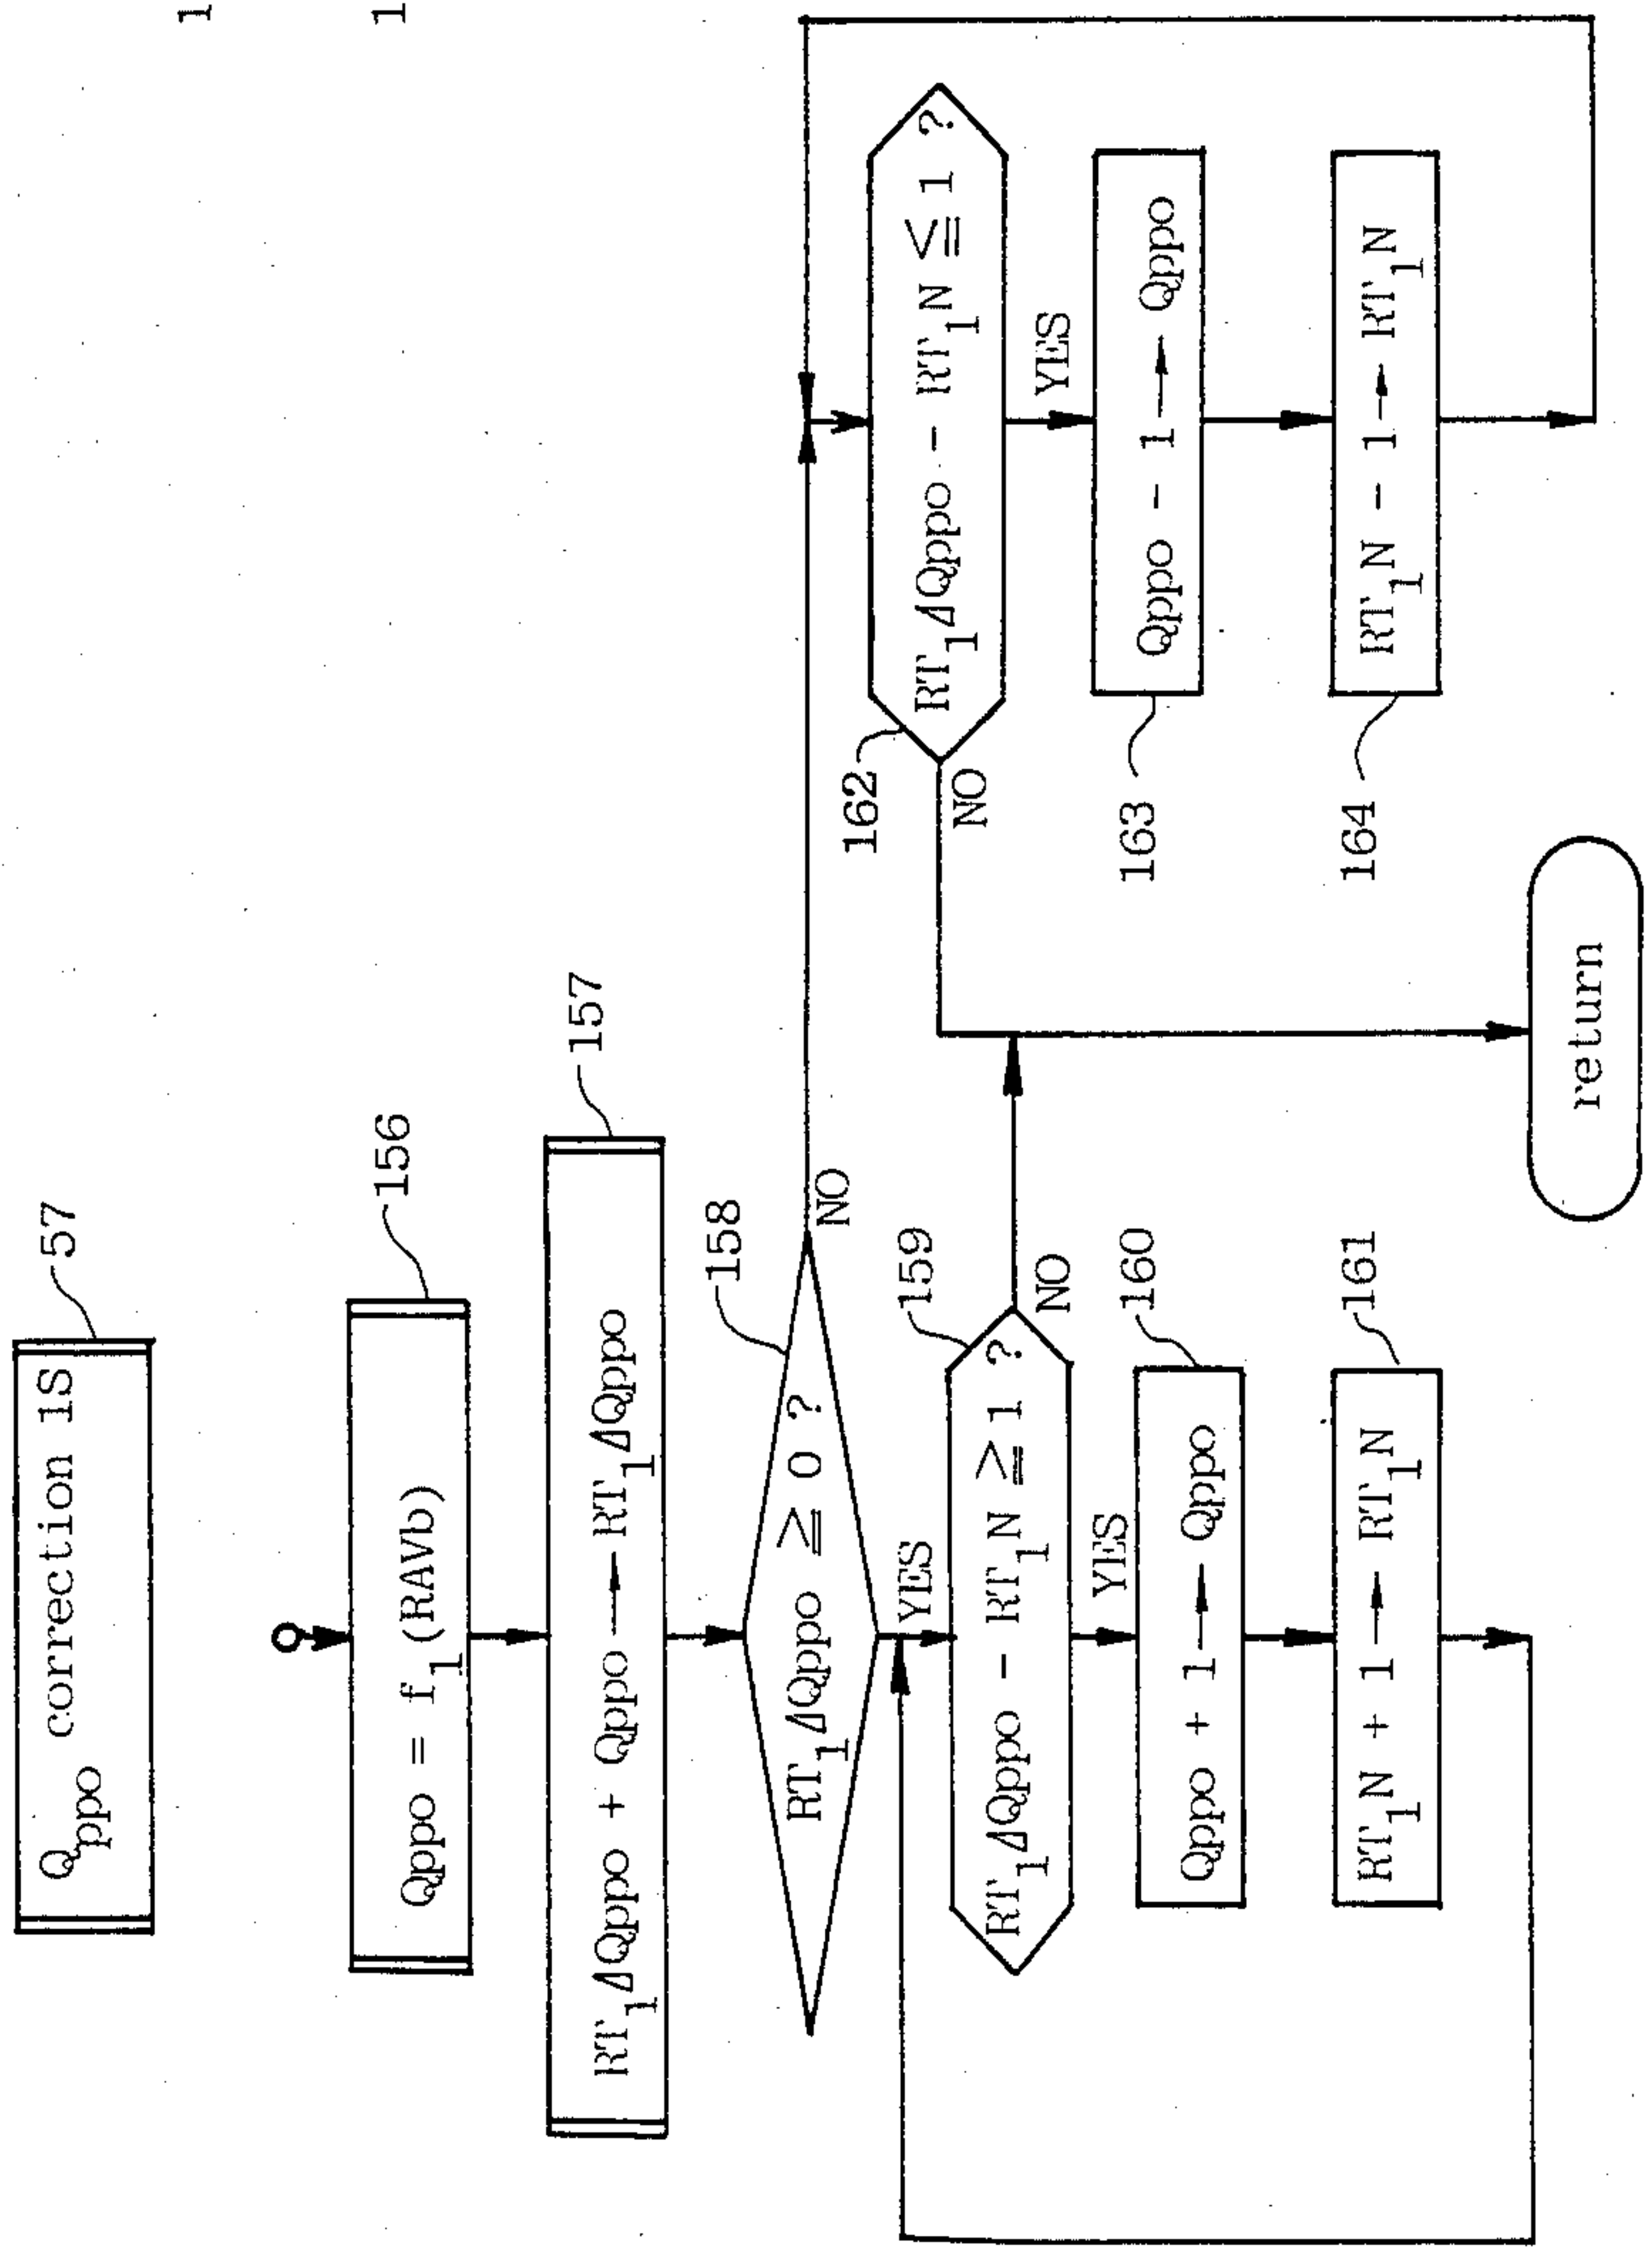 Qppo correction 1S
57
Qppo = f1(RAVb)
156
RT1ΔQppo + Qppo → RT1ΔQppo
157
RT1ΔQppo ≧ 0 ?
158
NO
YES
RT1ΔQppo - RT1N ≧ 1 ?
159
NO
YES
Qppo + 1 → Qppo
160
RT1N + 1 → RT1N
161
RT1ΔQppo - RT1N ≦ 1 ?
162
NO
YES
Qppo - 1 → Qppo
163
RT1N - 1 → RT1N
164
return
1
1